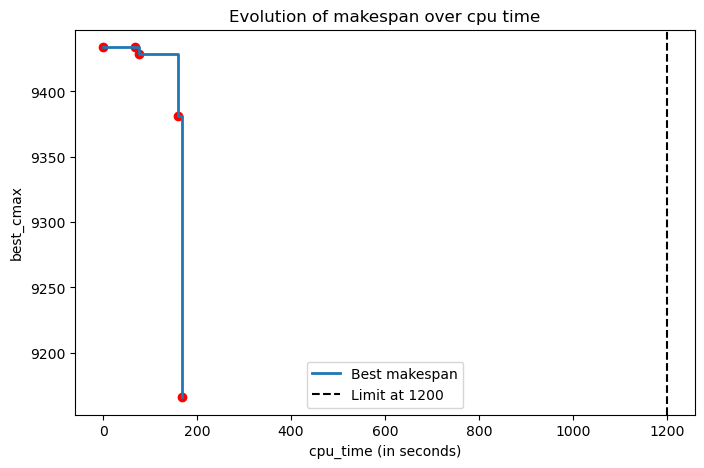 Evolution of makespan over cpu time
best_cmax
9400
9350
9300
9250
9200
0
200
400
600
800
1000
1200
cpu_time (in seconds)
Best makespan
Limit at 1200